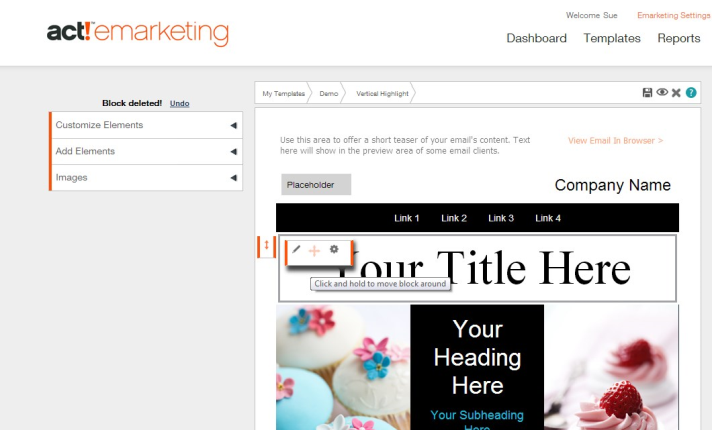 Welcome Sue Emarketing Settings
act! emarketing
Dashboard Templates Reports
Block deleted! Undo
Customize Elements
Add Elements
Images
My Templates Demo Vertical Highlight
Use this area to offer a short teaser of your email's content. Text
here will show in the preview area of some email clients.
View Email In Browser >
Placeholder
Company Name
Link 1 Link 2 Link 3 Link 4
Your Title Here
Click and hold to move block around
Your
Heading
Here
Your Subheading
Here